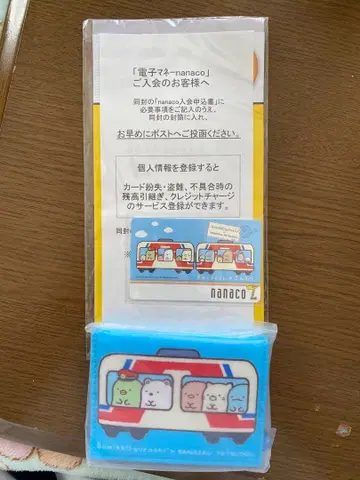 「電子マネーnanaco」
ご入会のお客様へ
同封の「nanaco入会申込書」に
必要事項をご記入のうえ、
同封の封筒に入れ、
お早めにポストへご投函ください。
個人情報を登録すると
カード紛失・盗難、不具合時の
残高引継ぎ、クレジットチャージ
のサービス登録ができます。
同封
nanaco